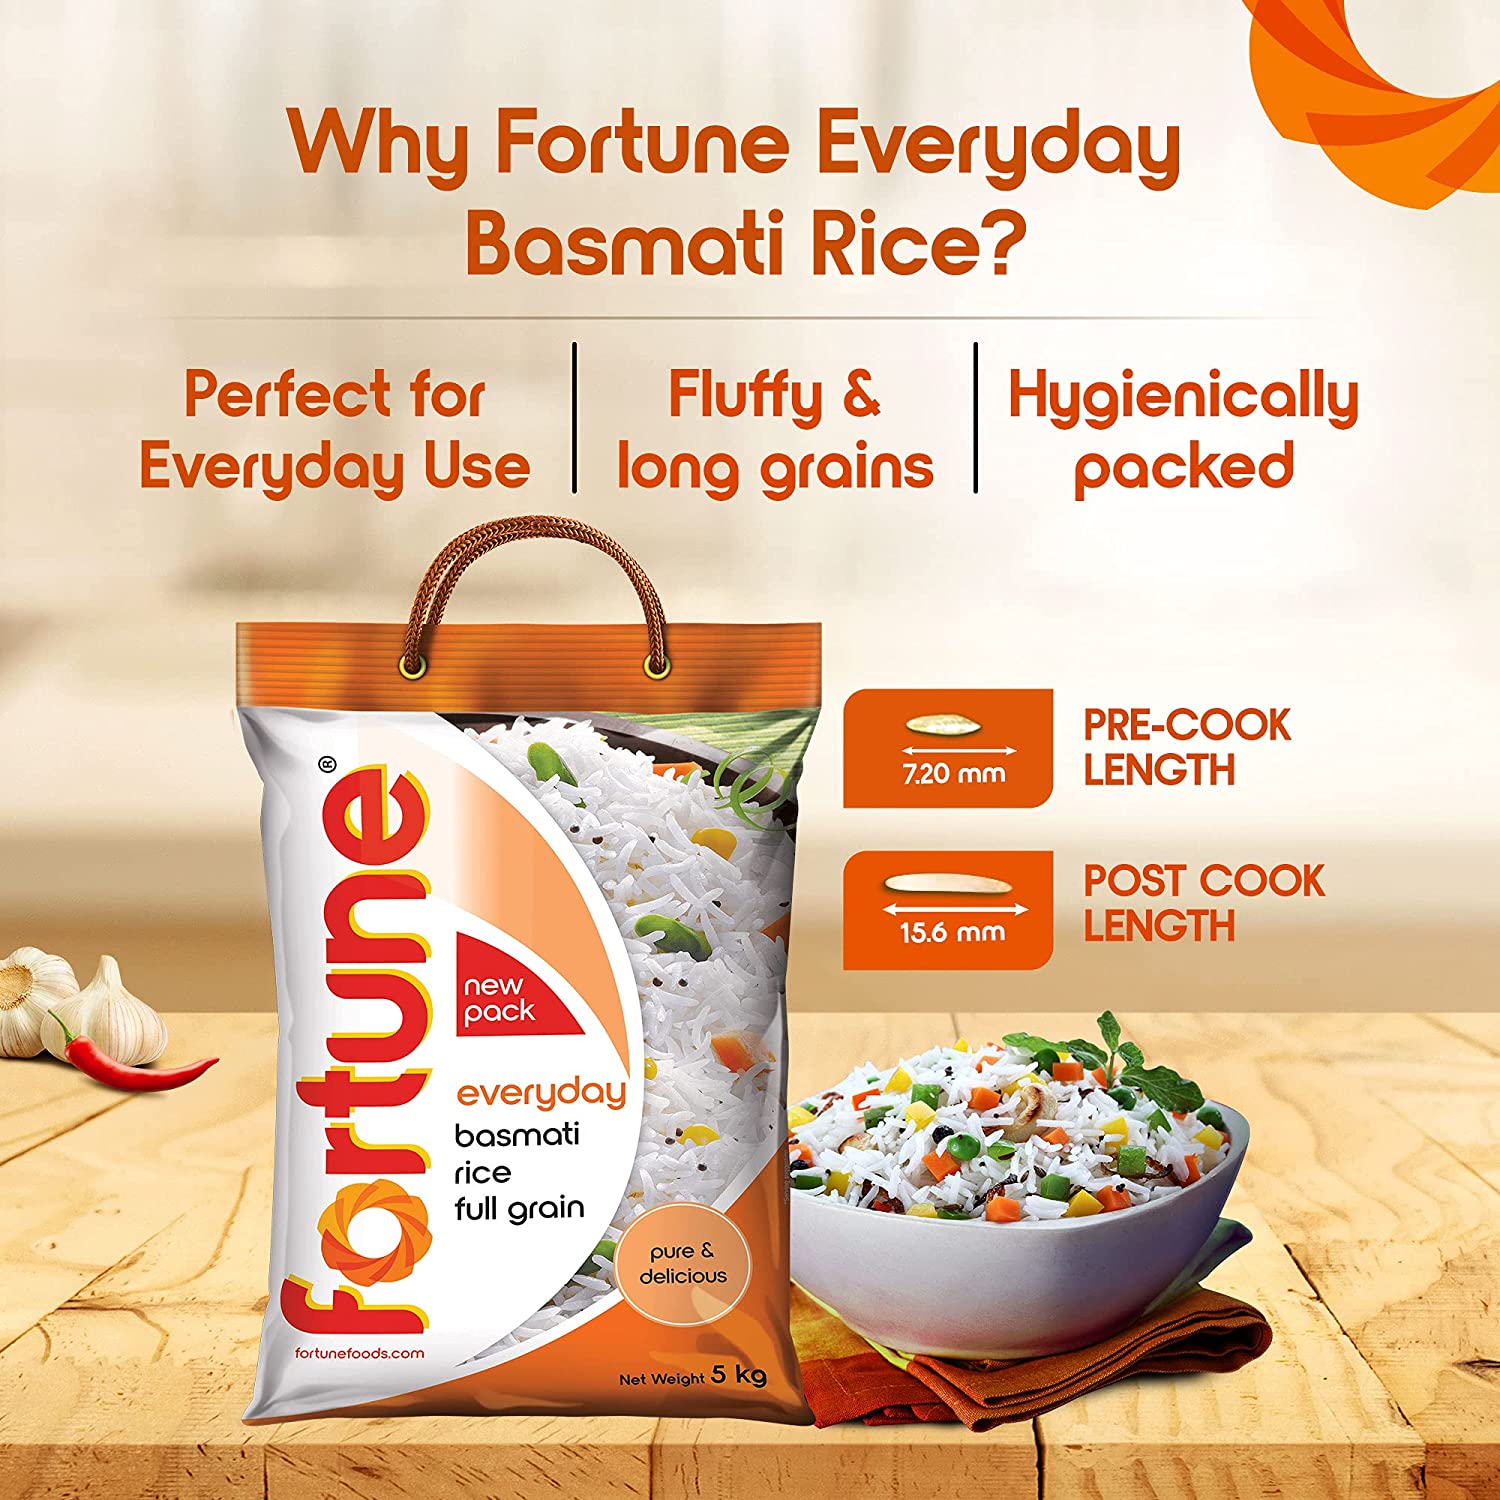 Why Fortune Everyday
Basmati Rice?
Perfect for
Everyday Use
Fluffy &
long grains
Hygienically
packed
7.20 mm
PRE-COOK
LENGTH
15.6 mm
POST COOK
LENGTH
fortune®
new
pack
everyday
basmati
rice
full grain
pure &
delicious
fortunefoods.com
Net Weight 5 kg